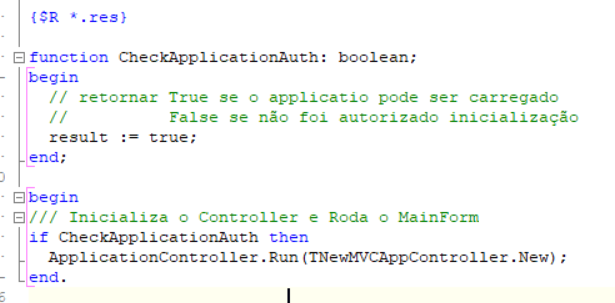 {$R *.res}
function CheckApplicationAuth: boolean;
begin
// retornar True se o applicatio pode ser carregado
// False se não foi autorizado inicialização
result := true;
end;
begin
/// Inicializa o Controller e Roda o MainForm
if CheckApplicationAuth then
ApplicationController.Run(TNewMVCAppController.New);
end.